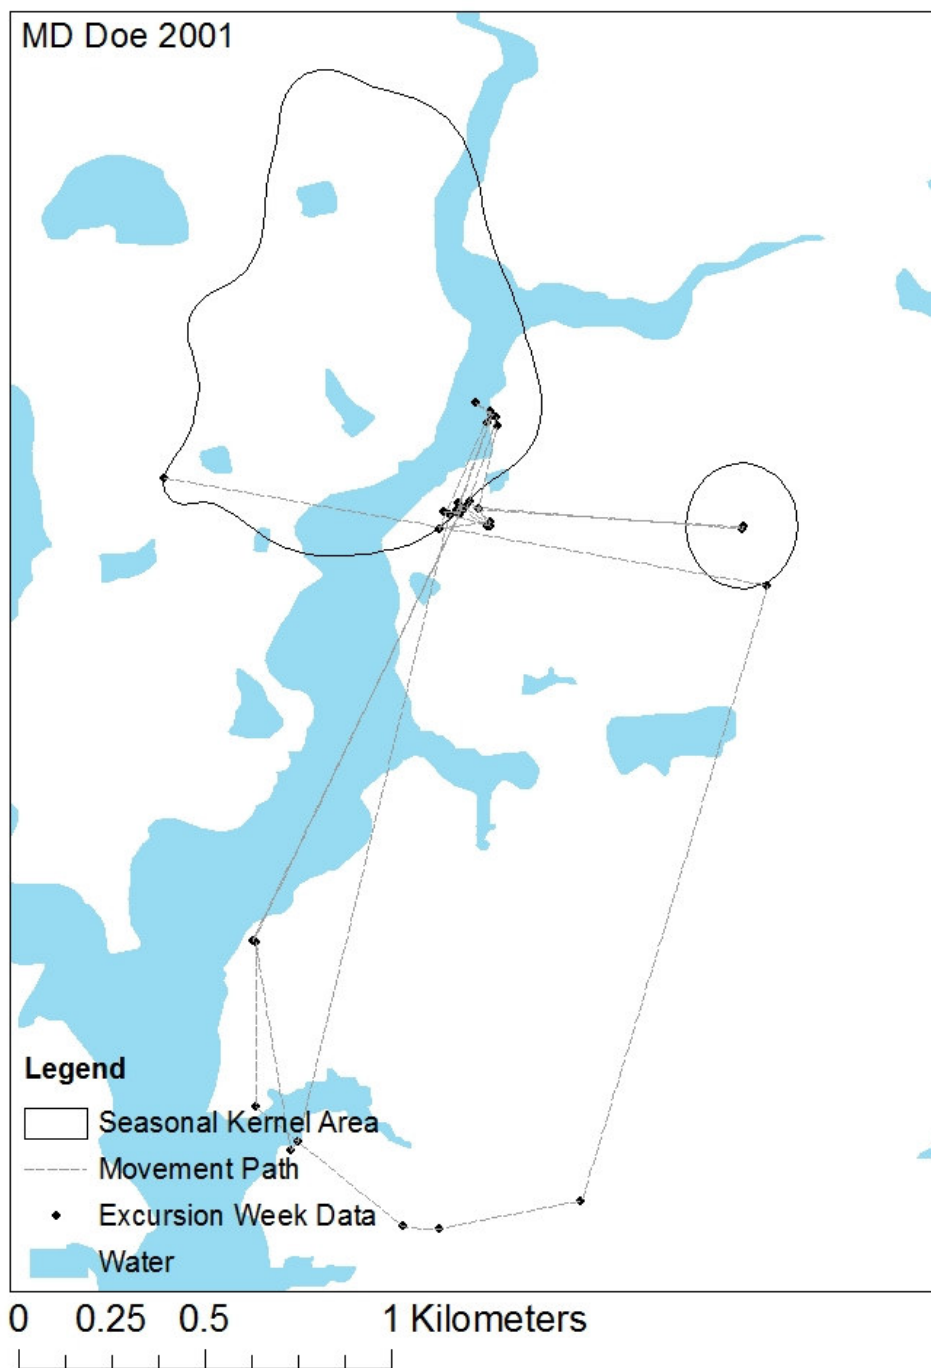 MD Doe 2001
Legend
Seasonal Kernel Area
Movement Path
Excursion Week Data
Water
0 0.25 0.5 1 Kilometers